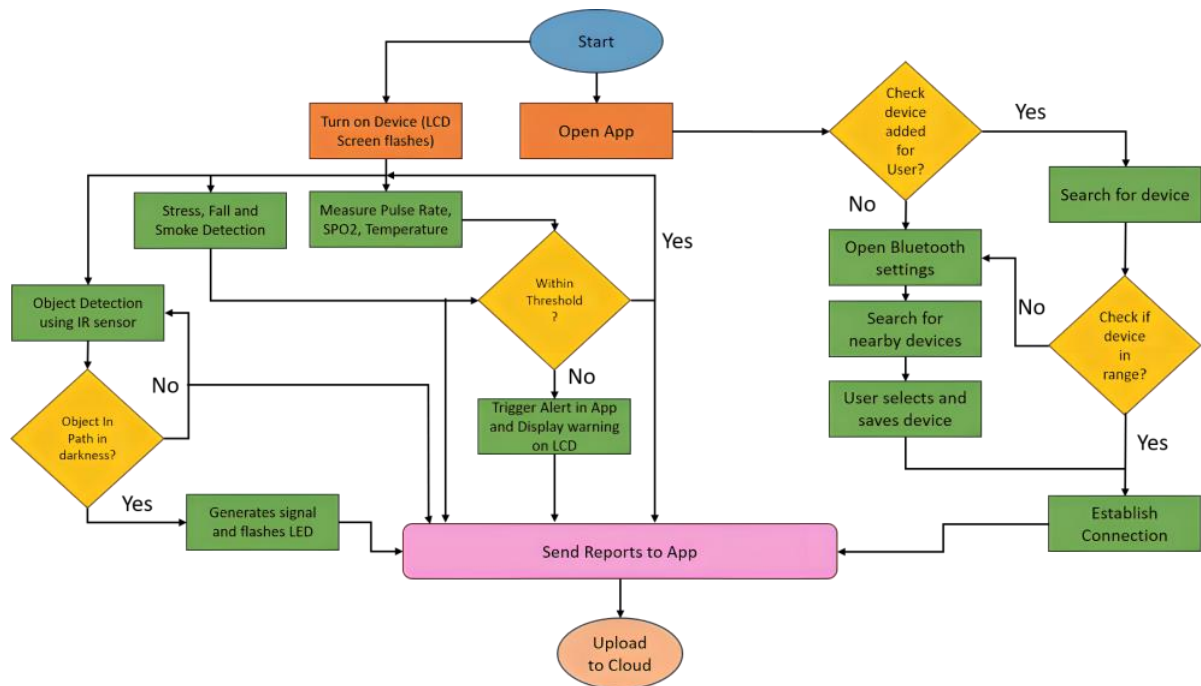 Start
Turn on Device (LCD
Screen flashes)
Open App
Check
device
added
for
User?
Yes
Search for device
Stress, Fall and
Smoke Detection
Measure Pulse Rate,
SPO2, Temperature
No
Yes
Open Bluetooth
settings
Within
Threshold
?
Object Detection
using IR sensor
No
Check if
device
in
range?
Search for
nearby devices
No
No
Object In
Path in
darkness?
Trigger Alert in App
and Display warning
on LCD
User selects and
saves device
Yes
Yes
Generates signal
and flashes LED
Establish
Connection
Send Reports to App
Upload
to Cloud